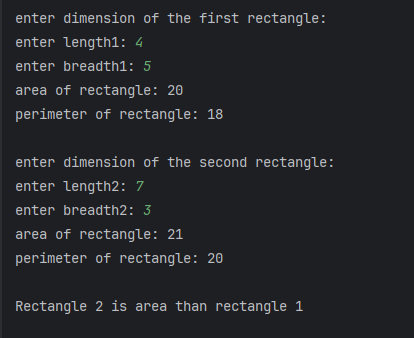 enter dimension of the first rectangle:
enter length1: 4
enter breadth1: 5
area of rectangle: 20
perimeter of rectangle: 18
enter dimension of the second rectangle:
enter length2: 7
enter breadth2: 3
area of rectangle: 21
perimeter of rectangle: 20
Rectangle 2 is area than rectangle 1